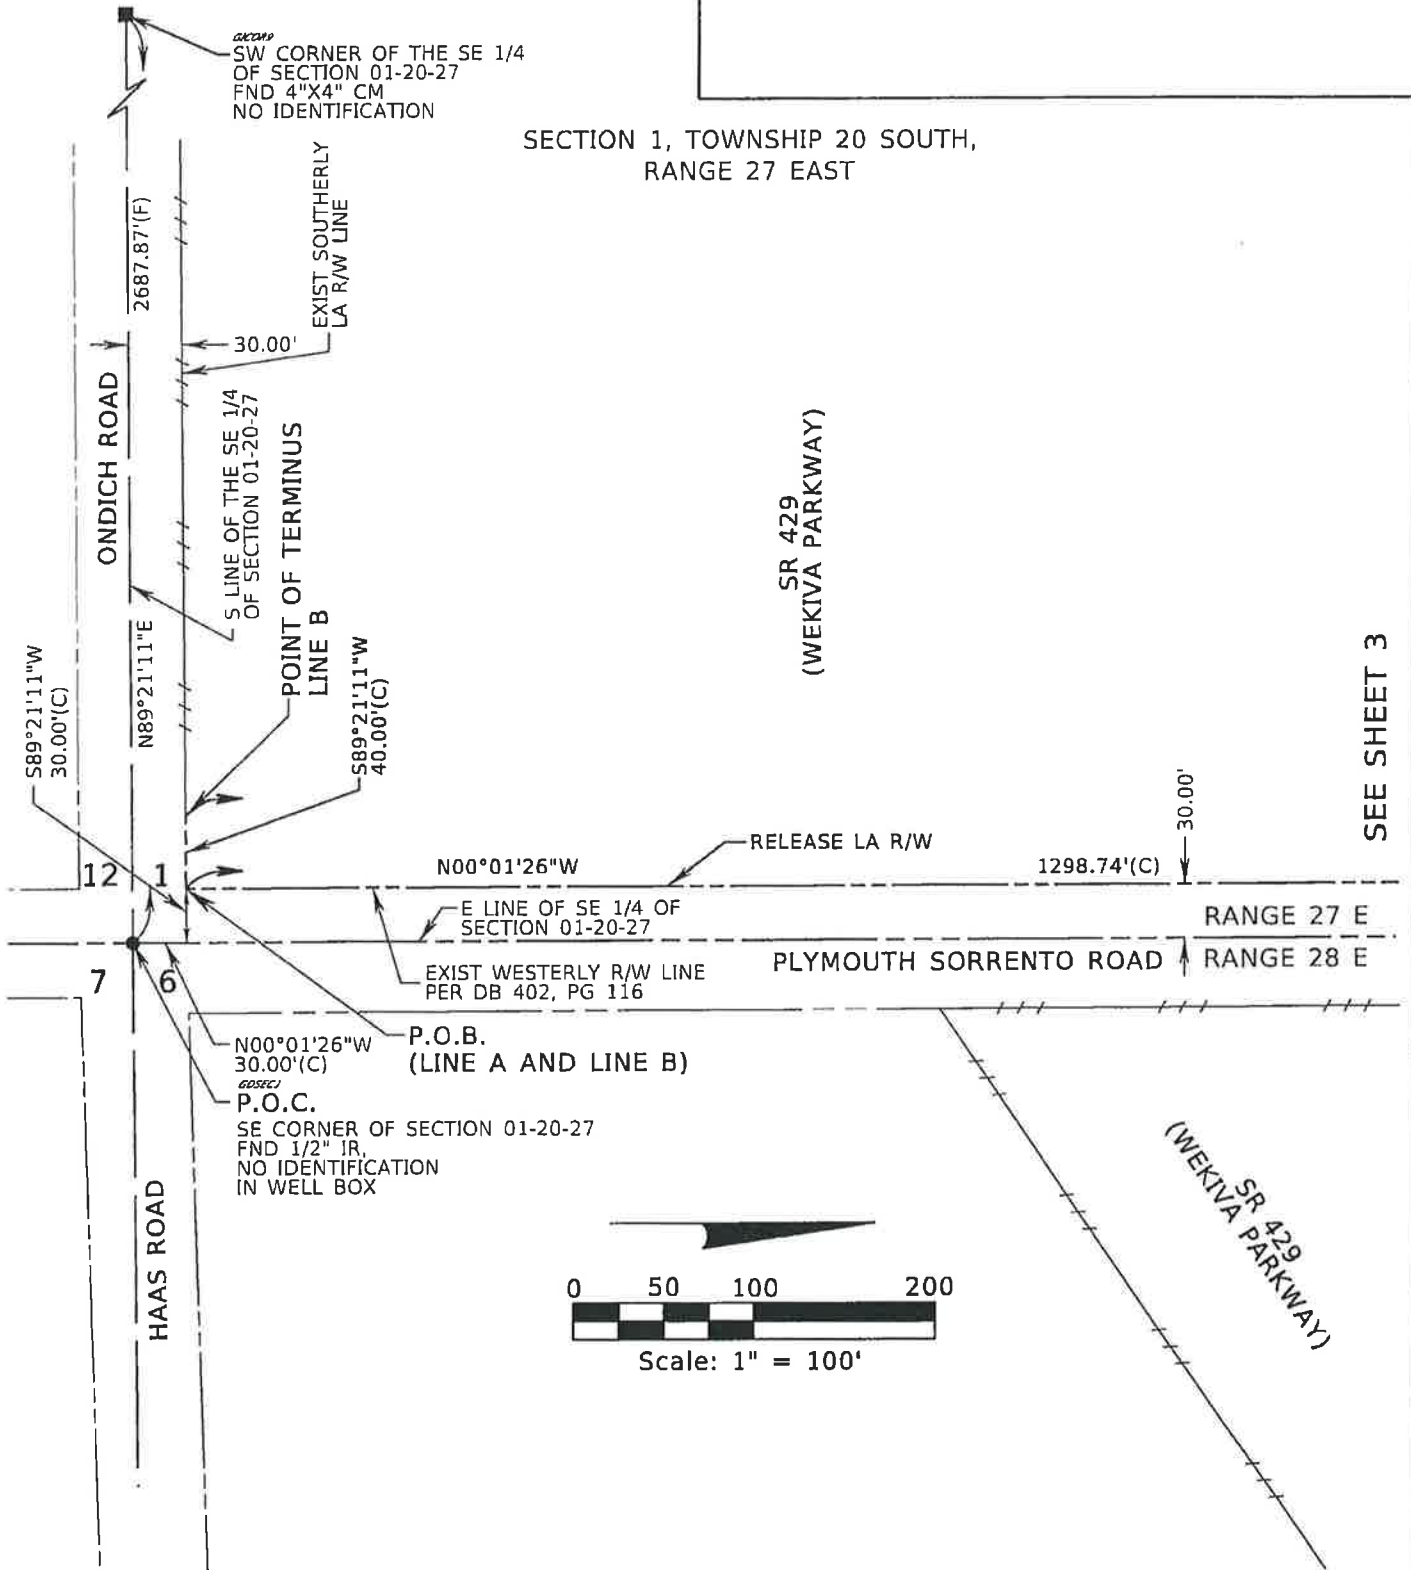 GKCOR9
SW CORNER OF THE SE 1/4
OF SECTION 01-20-27
FND 4"X4" CM
NO IDENTIFICATION
SECTION 1, TOWNSHIP 20 SOUTH,
RANGE 27 EAST
2687.87'(F)
EXIST SOUTHERLY
LA R/W LINE
30.00'
ONDICH ROAD
S LINE OF THE SE 1/4
OF SECTION 01-20-27
POINT OF TERMINUS
LINE B
SR 429
(WEKIVA PARKWAY)
N89°21'11"E
S89°21'11"W
30.00'(C)
S89°21'11"W
40.00'(C)
SEE SHEET 3
30.00'
RELEASE LA R/W
12
1
N00°01'26"W
1298.74'(C)
E LINE OF SE 1/4 OF
SECTION 01-20-27
RANGE 27 E
7
6
EXIST WESTERLY R/W LINE
PER DB 402, PG 116
PLYMOUTH SORRENTO ROAD
RANGE 28 E
N00°01'26"W
30.00'(C)
P.O.B.
(LINE A AND LINE B)
GDSECJ
P.O.C.
SE CORNER OF SECTION 01-20-27
FND 1/2" IR,
NO IDENTIFICATION
IN WELL BOX
HAAS ROAD
SR 429
(WEKIVA PARKWAY)
0 50 100 200
Scale: 1" = 100'